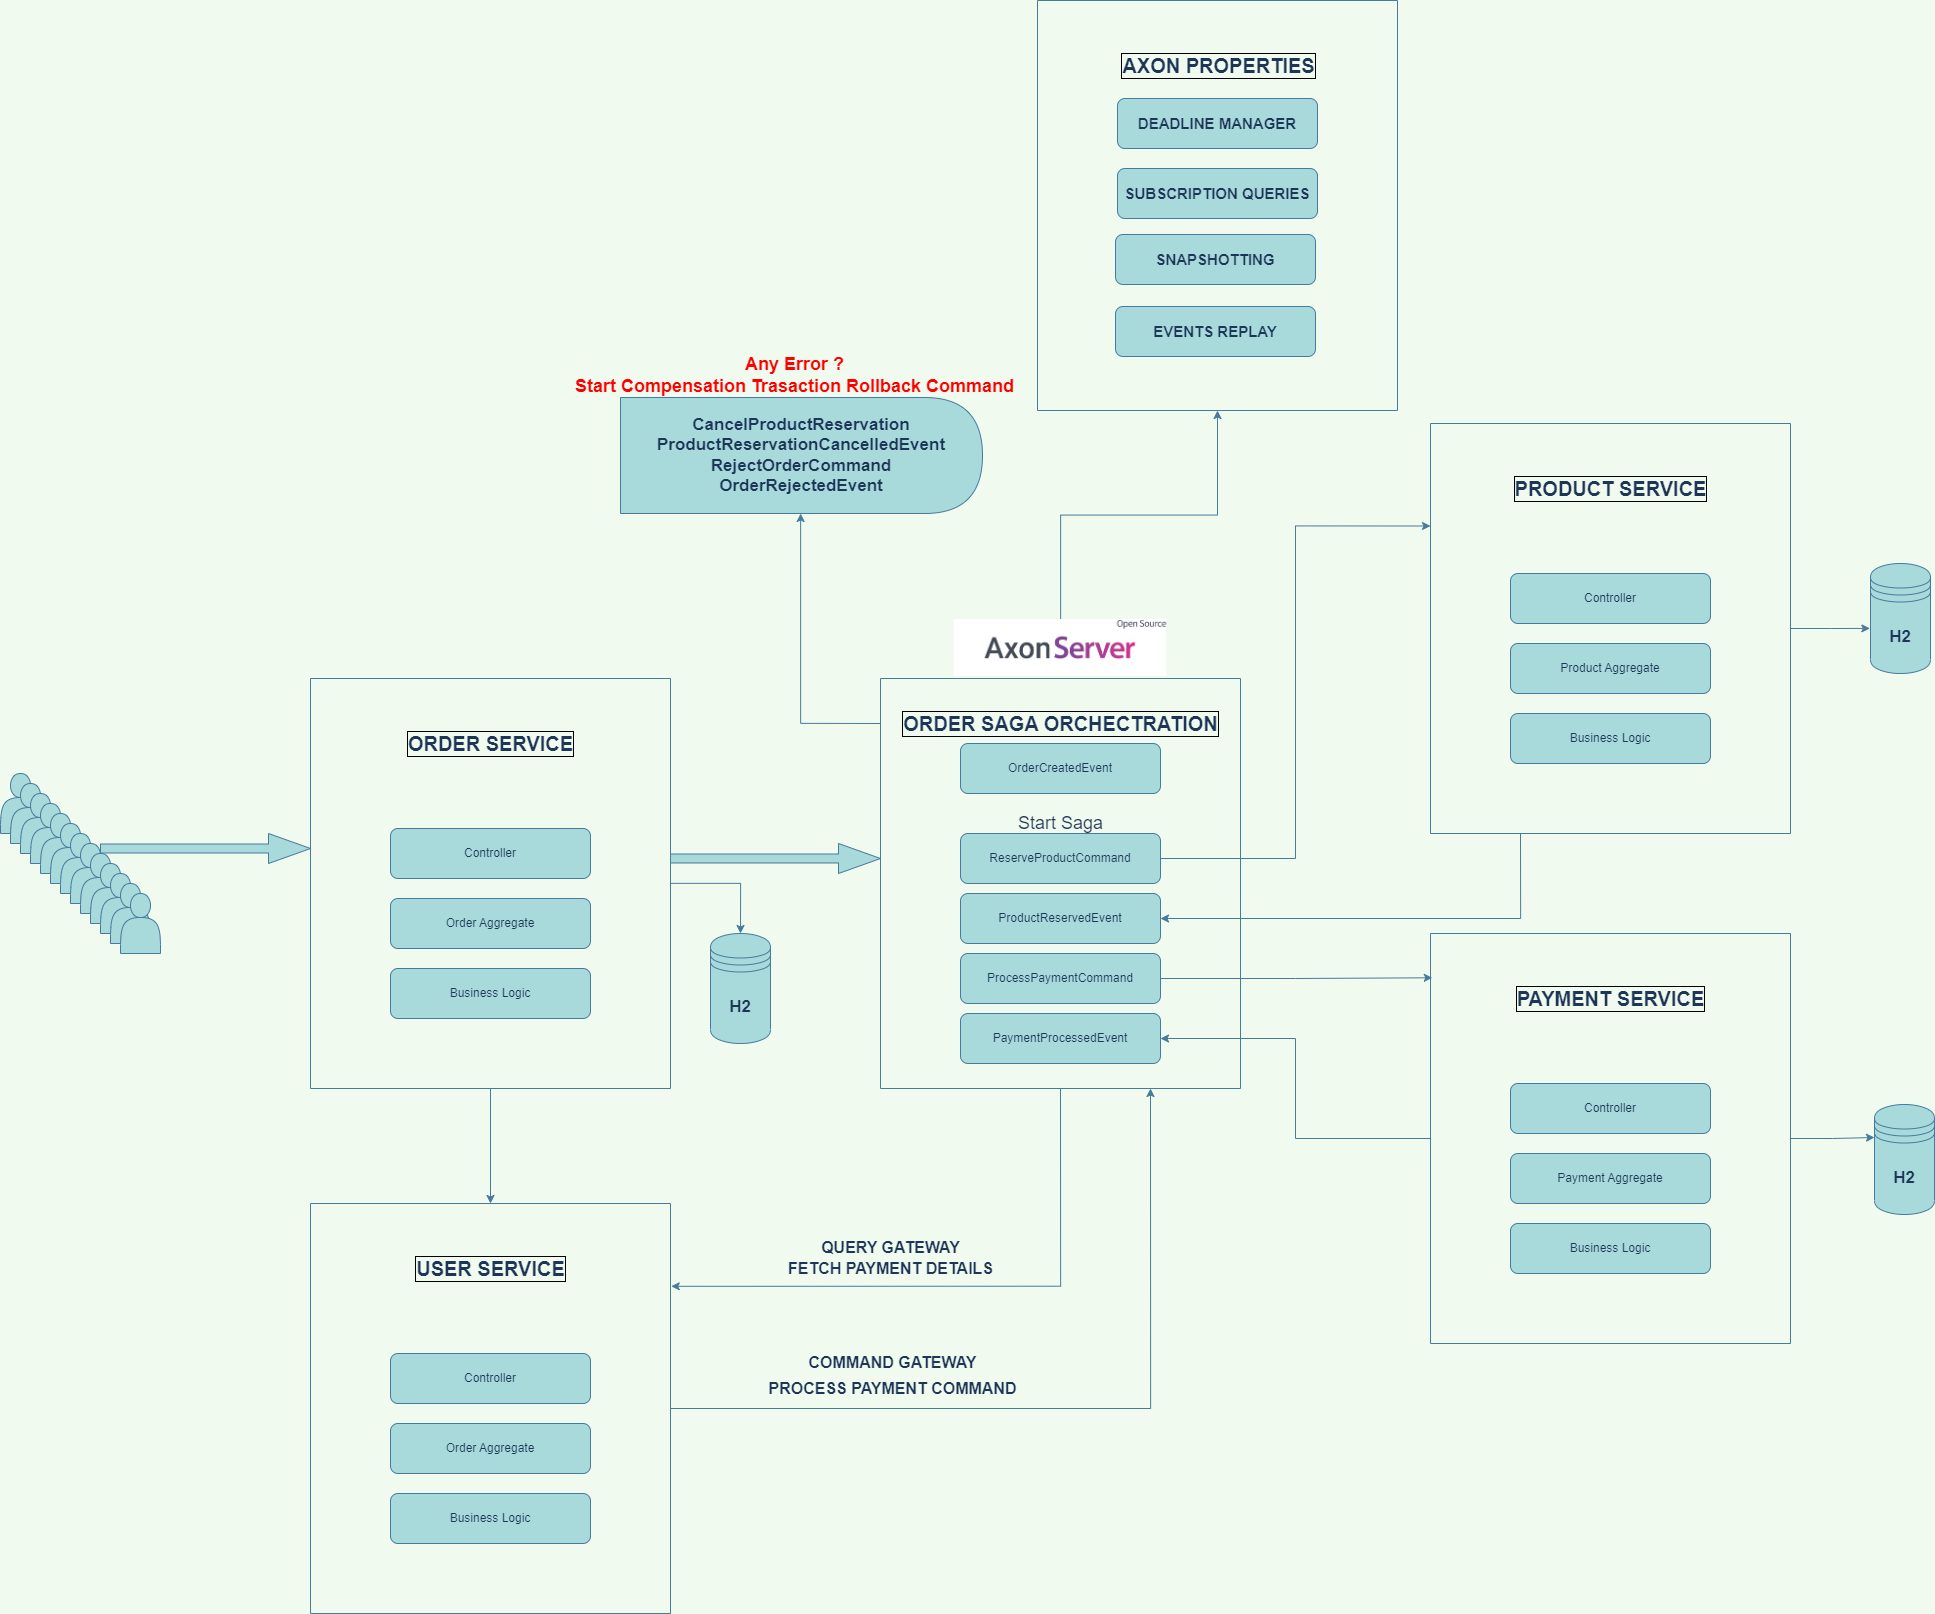 AXON PROPERTIES
DEADLINE MANAGER
SUBSCRIPTION QUERIES
SNAPSHOTTING
EVENTS REPLAY
Any Error ?
Start Compensation Trasaction Rollback Command
CancelProductReservation
ProductReservationCancelledEvent
RejectOrderCommand
OrderRejectedEvent
PRODUCT SERVICE
Controller
Product Aggregate
Business Logic
H2
Open Source
AxonServer
ORDER SERVICE
Controller
Order Aggregate
Business Logic
H2
ORDER SAGA ORCHECTRATION
OrderCreatedEvent
Start Saga
ReserveProductCommand
ProductReservedEvent
ProcessPaymentCommand
PaymentProcessedEvent
PAYMENT SERVICE
Controller
Payment Aggregate
Business Logic
H2
USER SERVICE
Controller
Order Aggregate
Business Logic
QUERY GATEWAY
FETCH PAYMENT DETAILS
COMMAND GATEWAY
PROCESS PAYMENT COMMAND